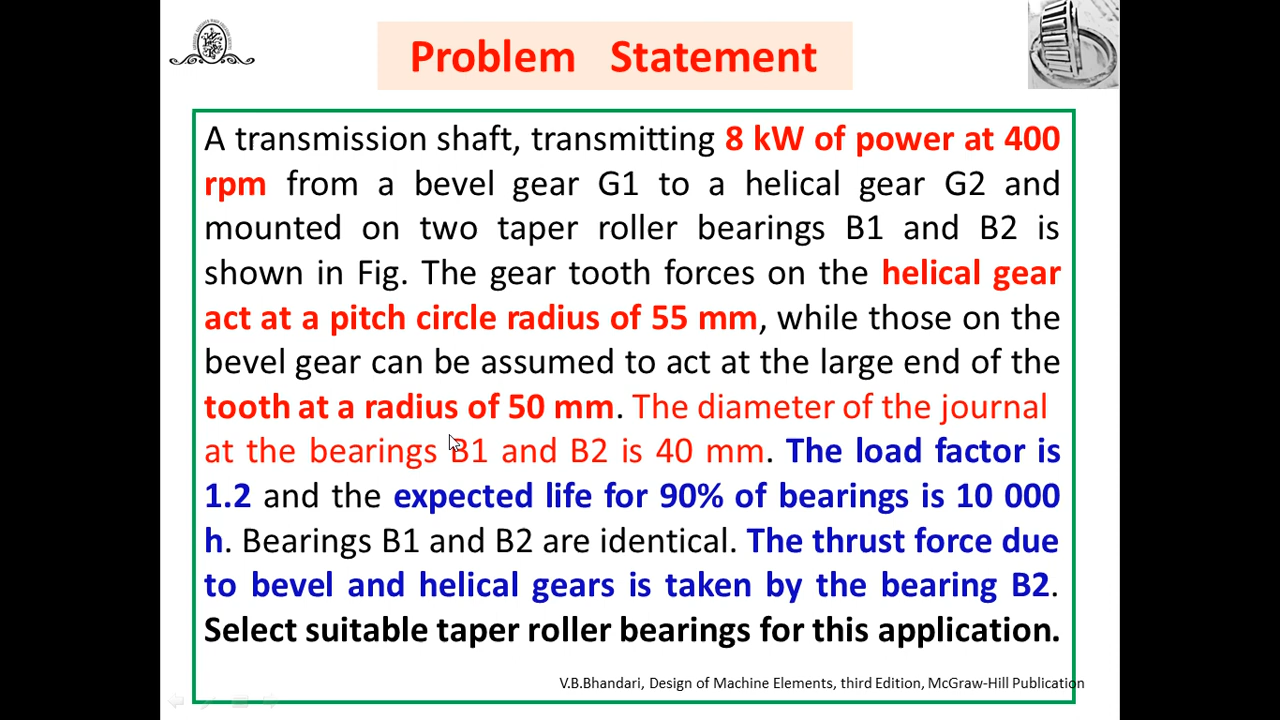 Problem Statement
A transmission shaft, transmitting 8 kW of power at 400
rpm from a bevel gear G1 to a helical gear G2 and
mounted on two taper roller bearings B1 and B2 is
shown in Fig. The gear tooth forces on the helical gear
act at a pitch circle radius of 55 mm, while those on the
bevel gear can be assumed to act at the large end of the
tooth at a radius of 50 mm. The diameter of the journal
at the bearings B1 and B2 is 40 mm. The load factor is
1.2 and the expected life for 90% of bearings is 10 000
h. Bearings B1 and B2 are identical. The thrust force due
to bevel and helical gears is taken by the bearing B2.
Select suitable taper roller bearings for this application.
V.B.Bhandari, Design of Machine Elements, third Edition, McGraw-Hill Publication